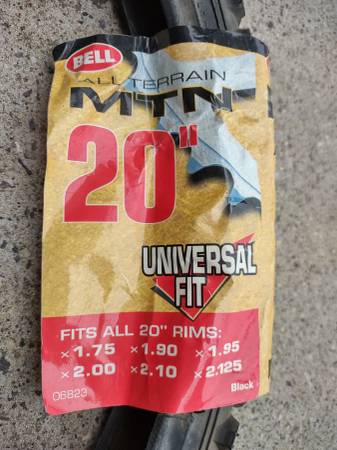 BELL
ALL TERRAIN
MTN
20"
UNIVERSAL
FIT
FITS ALL 20" RIMS:
x1.75 x1.90 x1.95
x2.00 x2.10 x2.125
06B23 Black